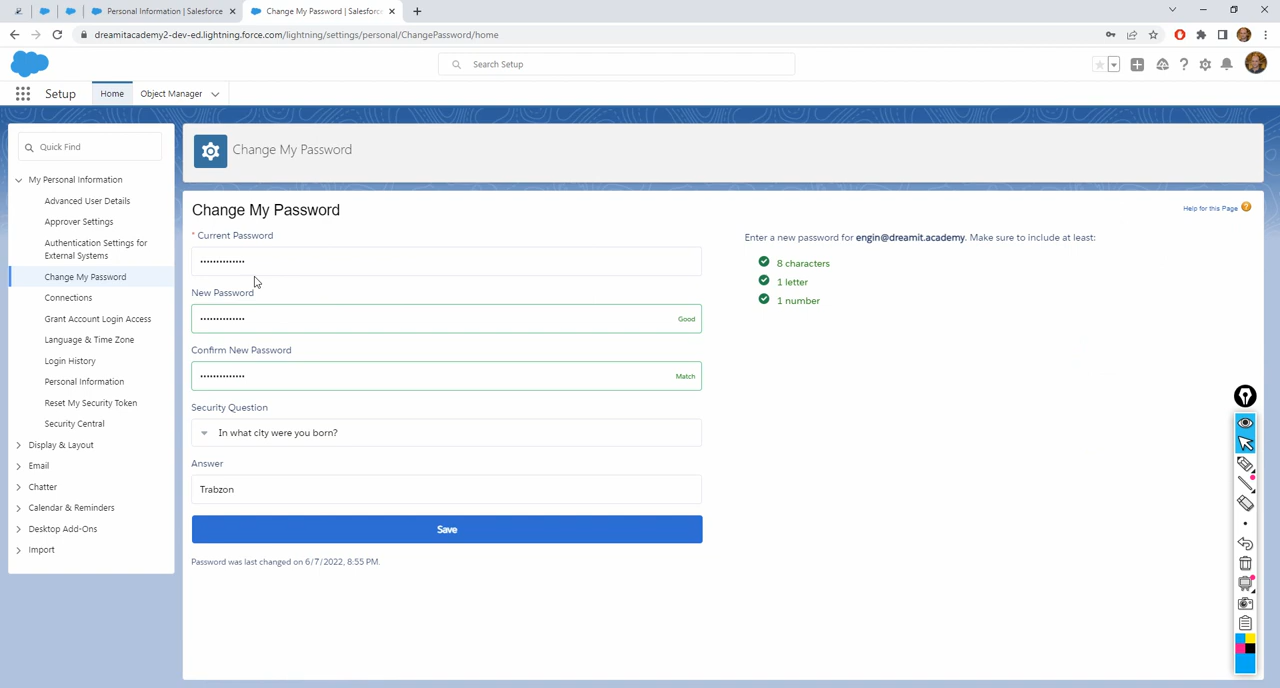 Personal Information | Salesforce
Change My Password | Salesforc
dreamitacademy2-dev-ed.lightning.force.com/lightning/settings/personal/ChangePassword/home
Search Setup
Setup
Home
Object Manager
Quick Find
My Personal Information
Advanced User Details
Approver Settings
Authentication Settings for
External Systems
Change My Password
Connections
Grant Account Login Access
Language & Time Zone
Login History
Personal Information
Reset My Security Token
Security Central
Display & Layout
Email
Chatter
Calendar & Reminders
Desktop Add-Ons
Import
Change My Password
Change My Password
Help for this Page
* Current Password
••••••••••••••
New Password
••••••••••••••
Good
Confirm New Password
••••••••••••••
Match
Security Question
In what city were you born?
Answer
Trabzon
Save
Password was last changed on 6/7/2022, 8:55 PM.
Enter a new password for engin@dreamit.academy. Make sure to include at least:
8 characters
1 letter
1 number